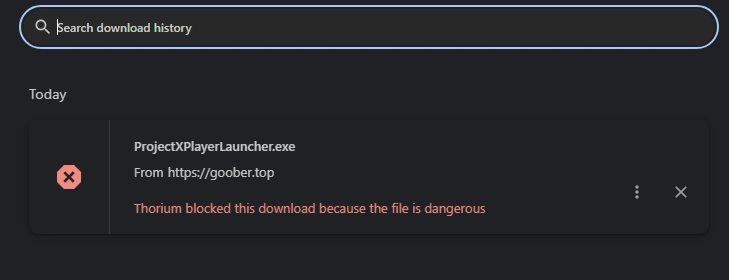 Search download history
Today
ProjectXPlayerLauncher.exe
From https://goober.top
Thorium blocked this download because the file is dangerous